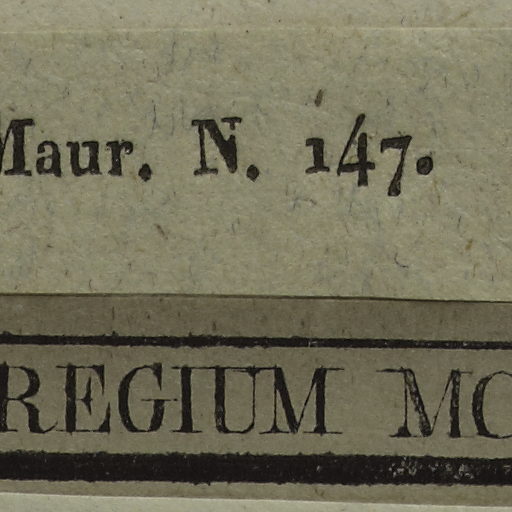 Maur. N. 147.
REGIUM MO